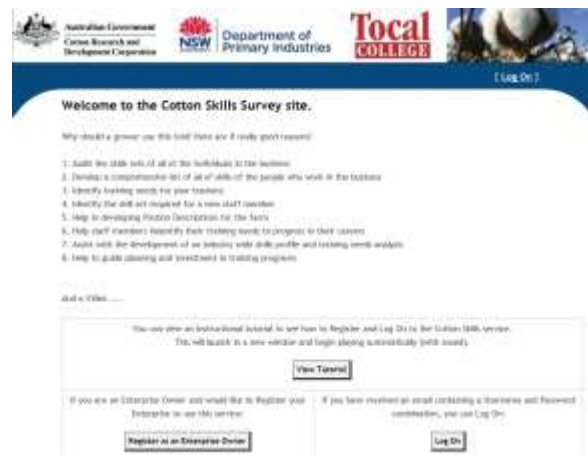 Australian Government
Cotton Research and
Development Corporation
NSW
Department of
Primary Industries
Tocal
COLLEGE
[ Log On ]
Welcome to the Cotton Skills Survey site.
Why should a grower use this tool? Here are 8 really good reasons!
1. Audit the skills sets of all of the individuals in the business
2. Develop a comprehensive list of all of skills of the people who work in the business
3. Identify training needs for your business
4. Identify the skill set required for a new staff member
5. Help in developing Position Descriptions for the farm
6. Help staff members identify their training needs to progress in their careers
7. Assist with the development of an industry wide skills profile and training needs analysis
8. Help to guide planning and investment in training programs
And a Video.....
You can view an instructional tutorial to see how to Register and Log On to the Cotton Skills service.
This will launch in a new window and begin playing automatically (with sound).
View Tutorial
If you are an Enterprise Owner and would like to Register your
Enterprise to use this service:
Register as an Enterprise Owner
If you have received an email containing a Username and Password
combination, you can Log On:
Log On